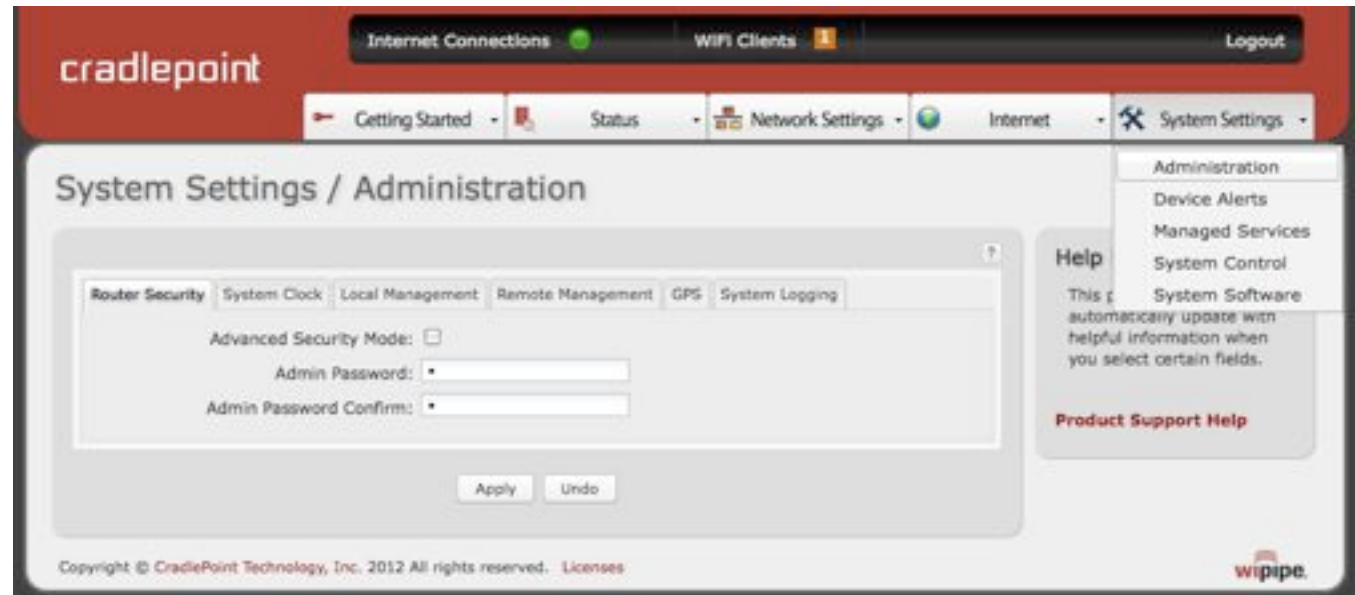 cradlepoint
Internet Connections
WiFi Clients 1
Logout
Getting Started
Status
Network Settings
Internet
System Settings
Administration
Device Alerts
Managed Services
System Control
System Software
System Settings / Administration
?
Router Security
System Clock
Local Management
Remote Management
GPS
System Logging
Advanced Security Mode:
Admin Password: •
Admin Password Confirm: •
Apply
Undo
Help
This p
automatically update with
helpful information when
you select certain fields.
Product Support Help
Copyright © CradlePoint Technology, Inc. 2012 All rights reserved. Licenses
wipipe.